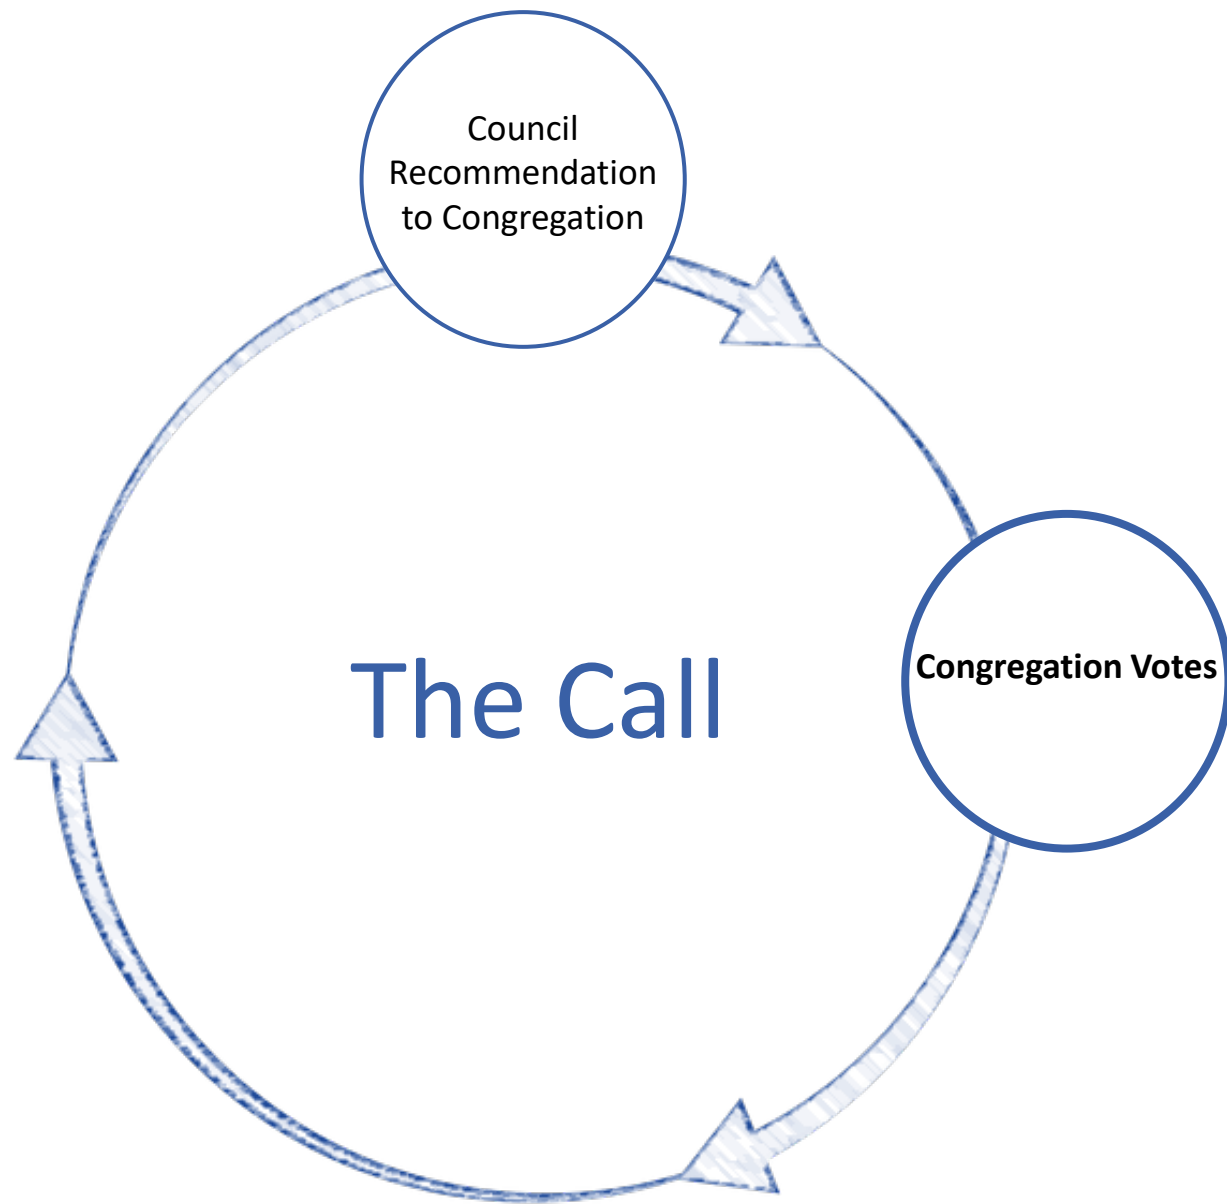 Council
Recommendation
to Congregation
Congregation Votes
The Call